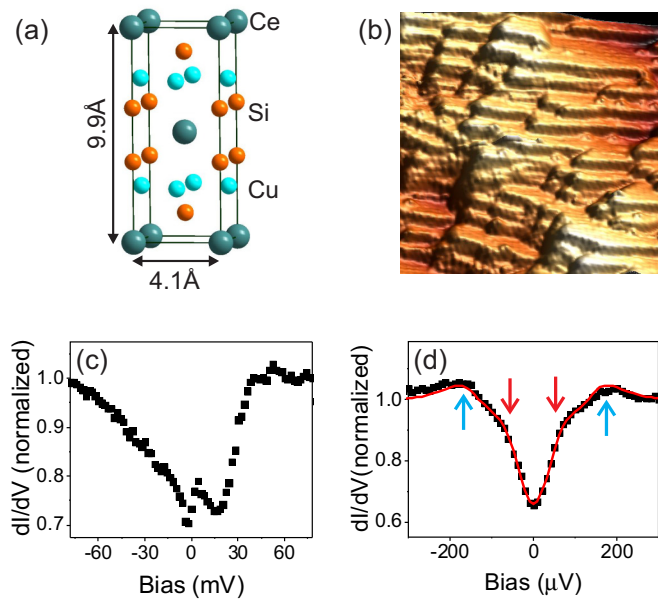 (a)
Ce
Si
Cu
9.9Å
4.1Å
(b)
(c)
dI/dV (normalized)
1.0
0.9
0.8
0.7
-60
-30
0
30
60
Bias (mV)
(d)
dI/dV (normalized)
1.0
0.8
0.6
-200
0
200
Bias (μV)